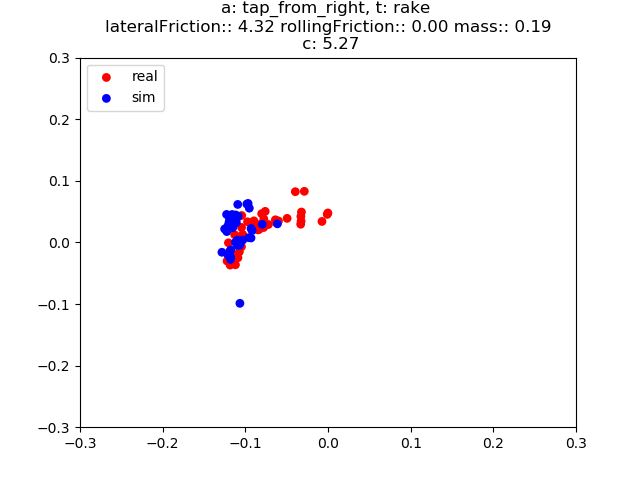 a: tap_from_right, t: rake
lateralFriction:: 4.32 rollingFriction:: 0.00 mass:: 0.19
c: 5.27
real
sim
0.3
0.2
0.1
0.0
−0.1
−0.2
−0.3
−0.3
−0.2
−0.1
0.0
0.1
0.2
0.3